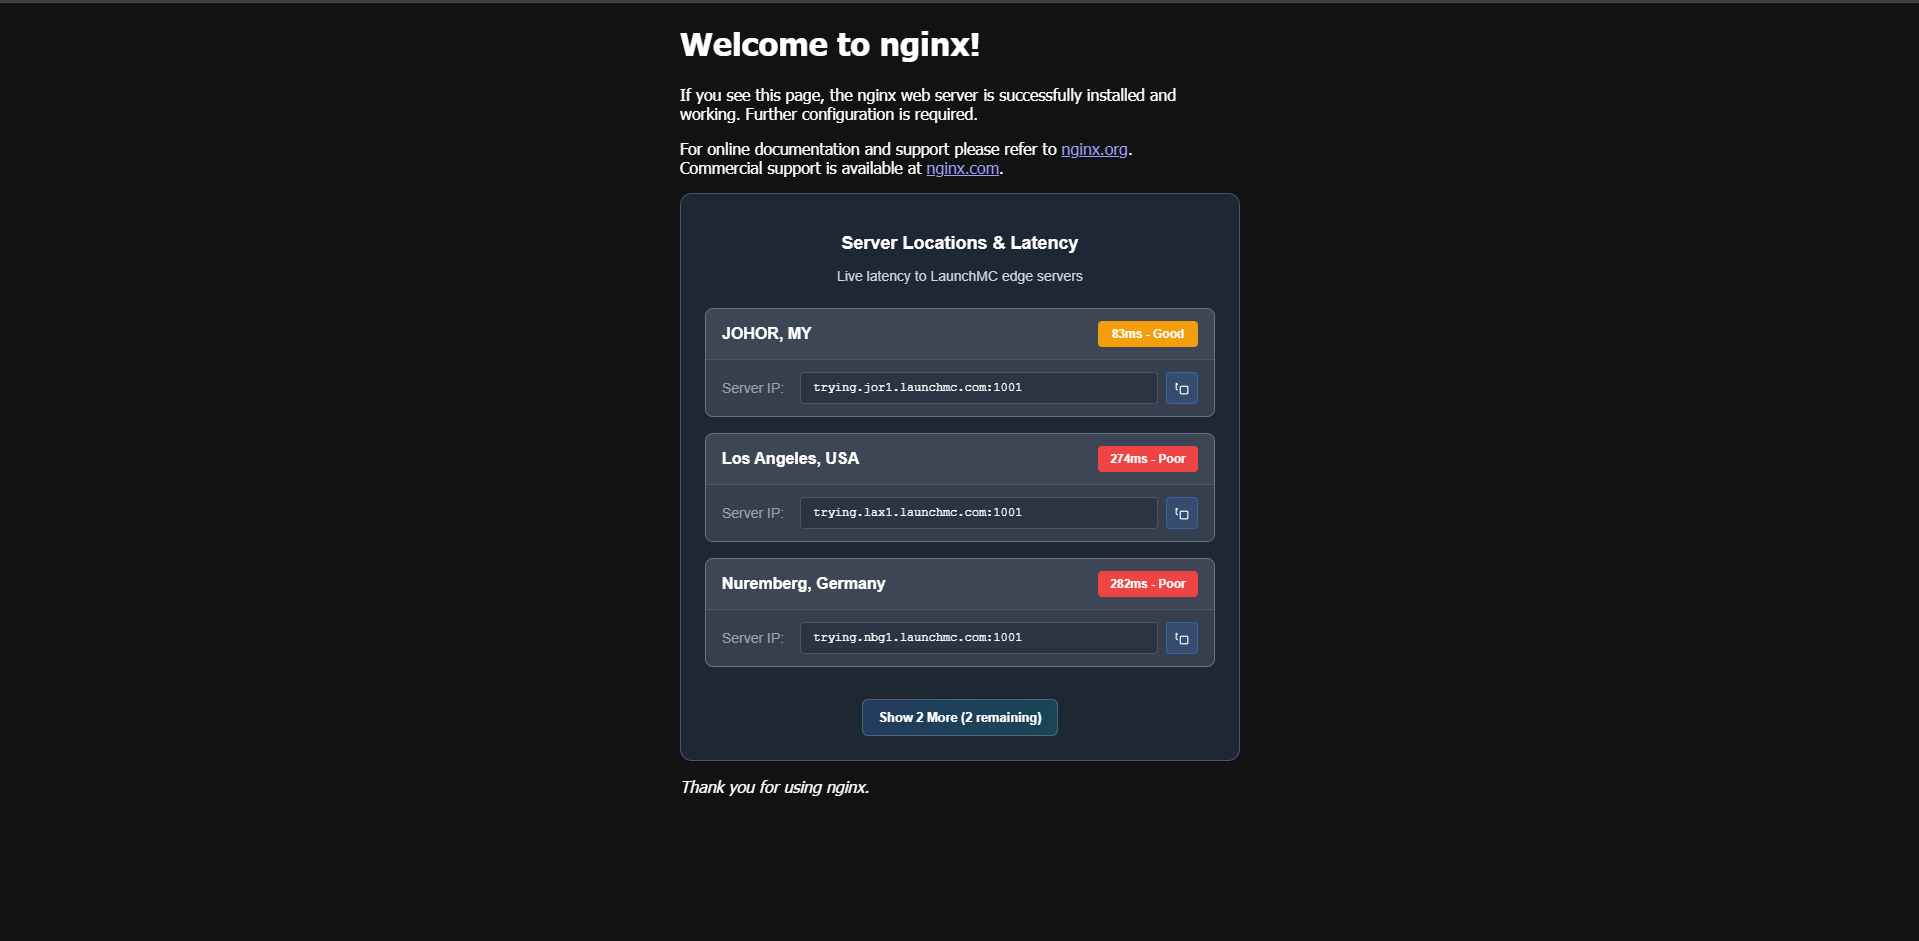 Welcome to nginx!
If you see this page, the nginx web server is successfully installed and
working. Further configuration is required.
For online documentation and support please refer to nginx.org.
Commercial support is available at nginx.com.
Server Locations & Latency
Live latency to LaunchMC edge servers
JOHOR, MY
83ms - Good
Server IP:
trying.jor1.launchmc.com:1001
Los Angeles, USA
274ms - Poor
Server IP:
trying.lax1.launchmc.com:1001
Nuremberg, Germany
282ms - Poor
Server IP:
trying.nbg1.launchmc.com:1001
Show 2 More (2 remaining)
Thank you for using nginx.